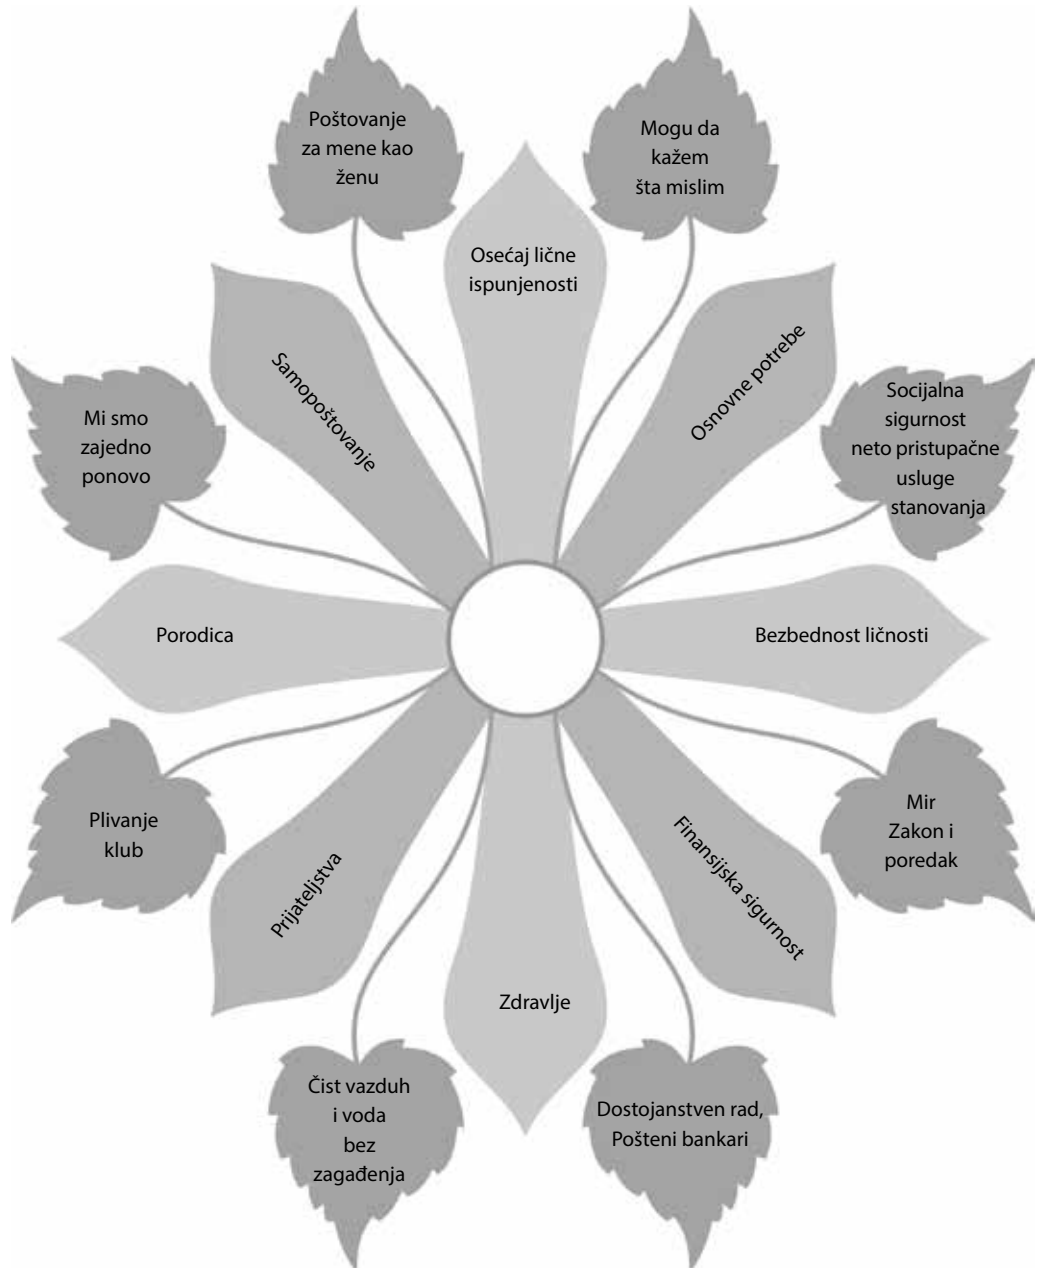 Poštovanje
za mene kao
ženu
Mogu da
kažem
šta mislim
Osećaj lične
ispunjenosti
Samopoštovanje
Osnovne potrebe
Mi smo
zajedno
ponovo
Socijalna
sigurnost
neto pristupačne
usluge
stanovanja
Porodica
Bezbednost ličnosti
Plivanje
klub
Mir
Zakon i
poredak
Prijateljstva
Finansijska sigurnost
Zdravlje
Čist vazduh
i voda
bez
zagađenja
Dostojanstven rad,
Pošteni bankari